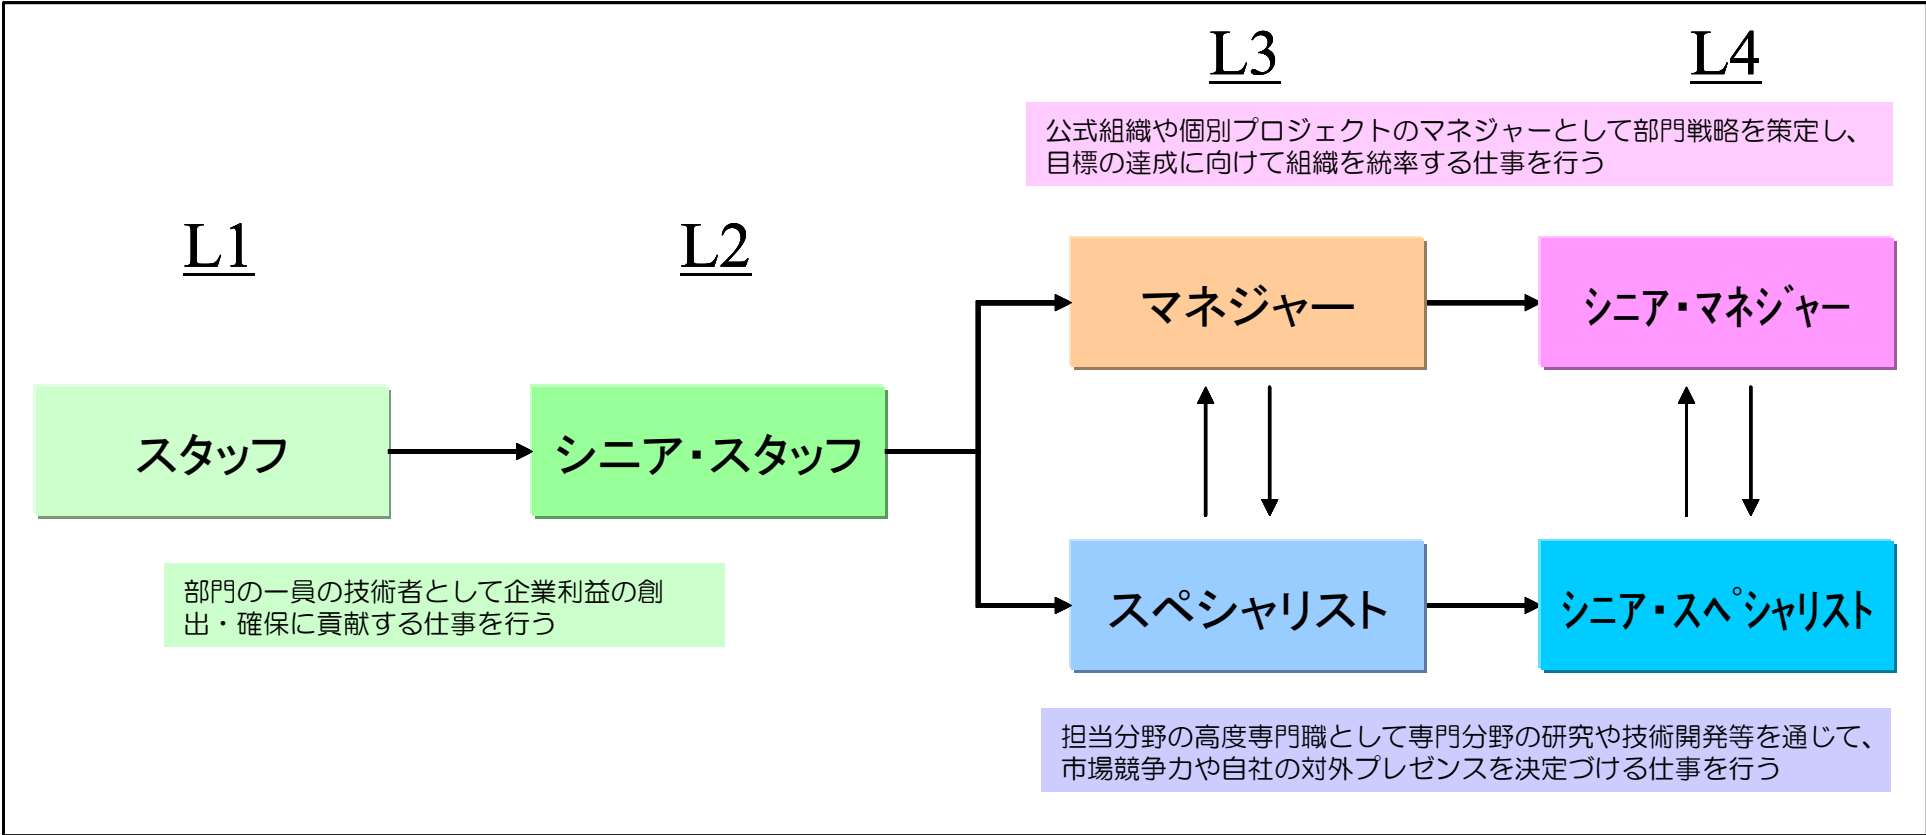 L3
L4
公式組織や個別プロジェクトのマネジャーとして部門戦略を策定し、
目標の達成に向けて組織を統率する仕事を行う
L1
L2
マネジャー
シニア・マネジャー
スタッフ
シニア・スタッフ
部門の一員の技術者として企業利益の創
出・確保に貢献する仕事を行う
スペシャリスト
シニア・スペシャリスト
担当分野の高度専門職として専門分野の研究や技術開発等を通じて、
市場競争力や自社の対外プレゼンスを決定づける仕事を行う